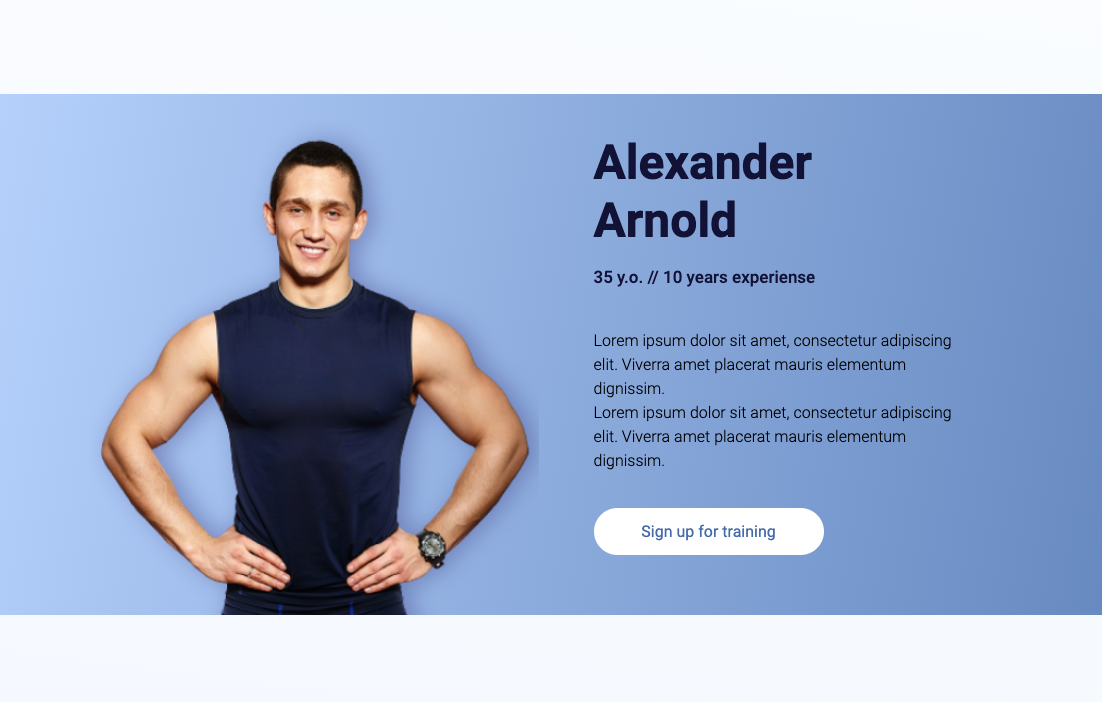 Alexander
Arnold
35 y.o. // 10 years experiense
Lorem ipsum dolor sit amet, consectetur adipiscing
elit. Viverra amet placerat mauris elementum
dignissim.
Lorem ipsum dolor sit amet, consectetur adipiscing
elit. Viverra amet placerat mauris elementum
dignissim.
Sign up for training